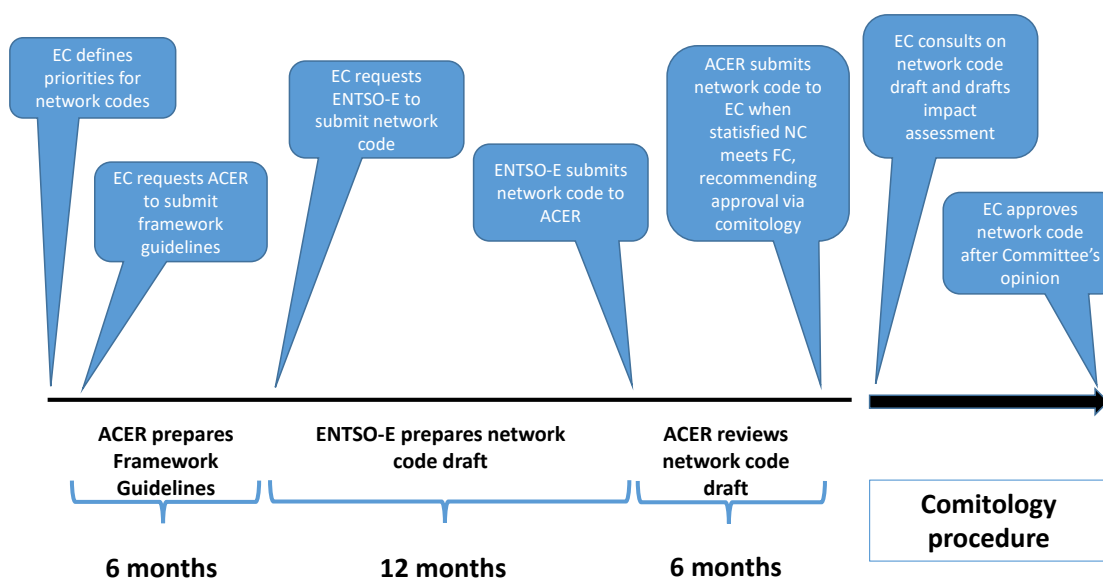 EC defines
priorities for
network codes
EC requests ACER
to submit
framework
guidelines
EC requests
ENTSO-E to
submit network
code
ENTSO-E submits
network code to
ACER
ACER submits
network code to
EC when
statisfied NC
meets FC,
recommending
approval via
comitology
EC consults on
network code
draft and drafts
impact
assessment
EC approves
network code
after Committee's
opinion
ACER prepares
Framework
Guidelines
ENTSO-E prepares network
code draft
ACER reviews
network code
draft
6 months
12 months
6 months
Comitology
procedure